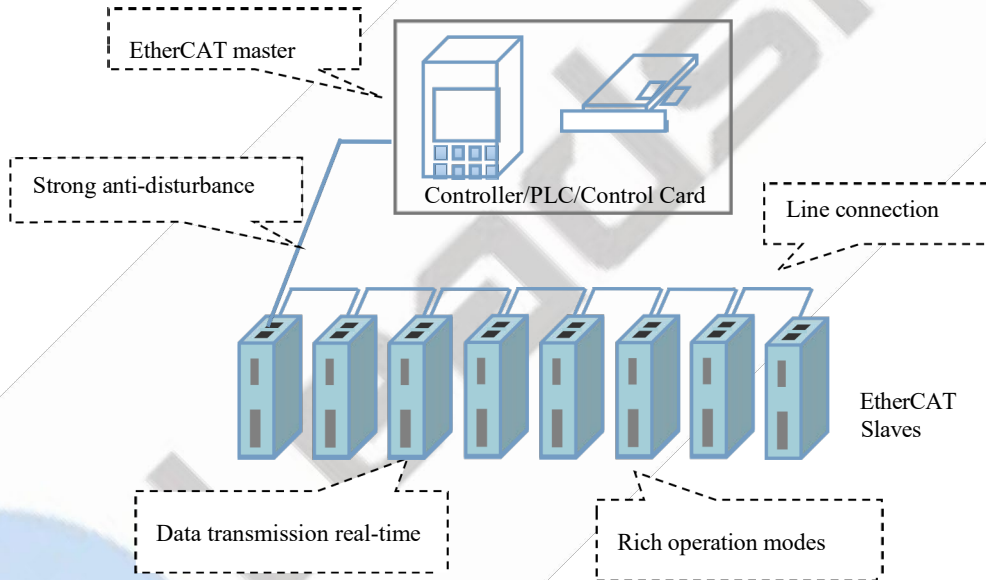 EtherCAT master
Strong anti-disturbance
Controller/PLC/Control Card
Line connection
EtherCAT
Slaves
Data transmission real-time
Rich operation modes